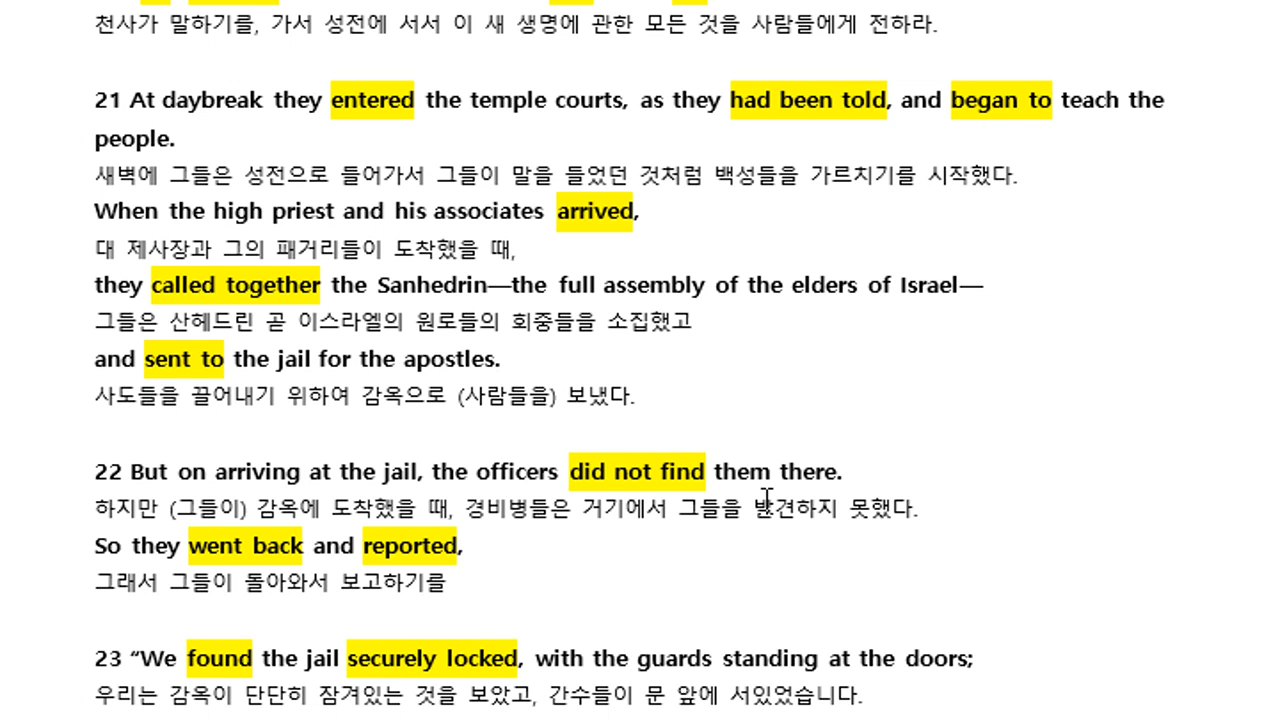 천사가 말하기를, 가서 성전에 서서 이 새 생명에 관한 모든 것을 사람들에게 전하라.
21 At daybreak they entered the temple courts, as they had been told, and began to teach the
people.
새벽에 그들은 성전으로 들어가서 그들이 말을 들었던 것처럼 백성들을 가르치기를 시작했다.
When the high priest and his associates arrived,
대 제사장과 그의 패거리들이 도착했을 때,
they called together the Sanhedrin—the full assembly of the elders of Israel—
그들은 산헤드린 곧 이스라엘의 원로들의 회중들을 소집했고
and sent to the jail for the apostles.
사도들을 끌어내기 위하여 감옥으로 (사람들을) 보냈다.
22 But on arriving at the jail, the officers did not find them there.
하지만 (그들이) 감옥에 도착했을 때, 경비병들은 거기에서 그들을 발견하지 못했다.
So they went back and reported,
그래서 그들이 돌아와서 보고하기를
23 “We found the jail securely locked, with the guards standing at the doors;
우리는 감옥이 단단히 잠겨있는 것을 보았고, 간수들이 문 앞에 서있었습니다.